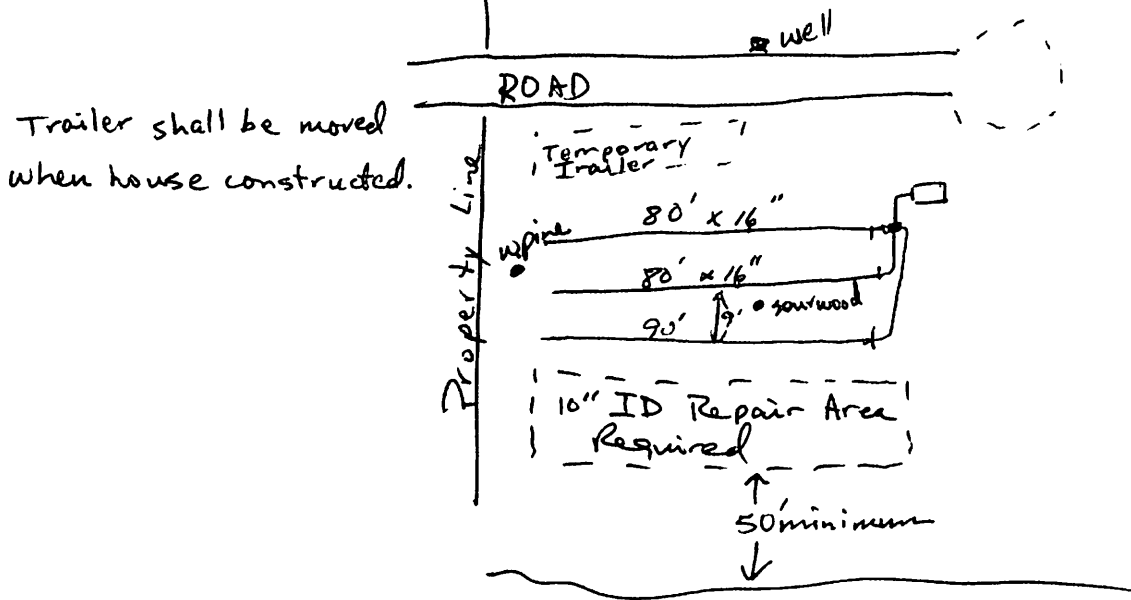 well
ROAD
Trailer shall be moved
when house constructed.
Temporary
Trailer
Property Line
80' x 16"
w.pine
80' x 16"
9' sourwood
90'
10" ID Repair Area
Required
50' minimum